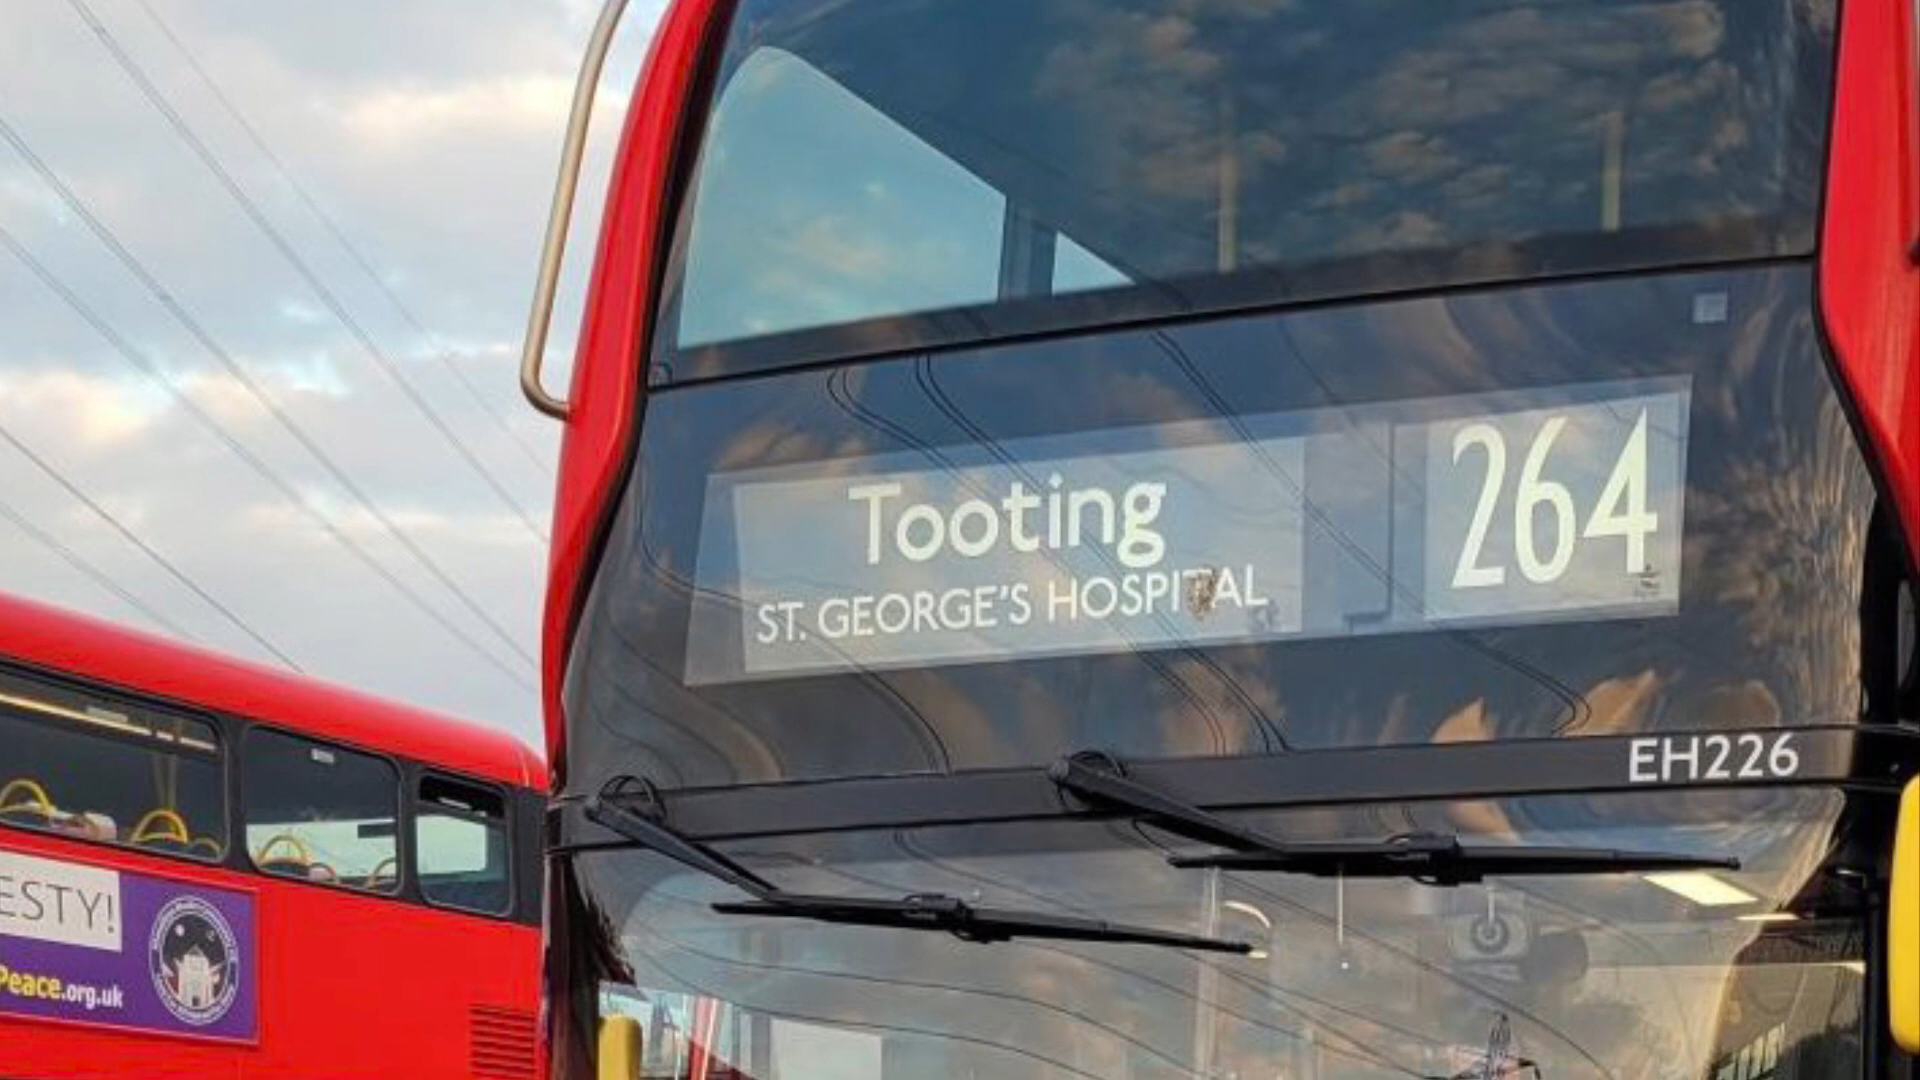 Tooting
ST. GEORGE'S HOSPITAL
264
EH226
ESTY!
Peace.org.uk